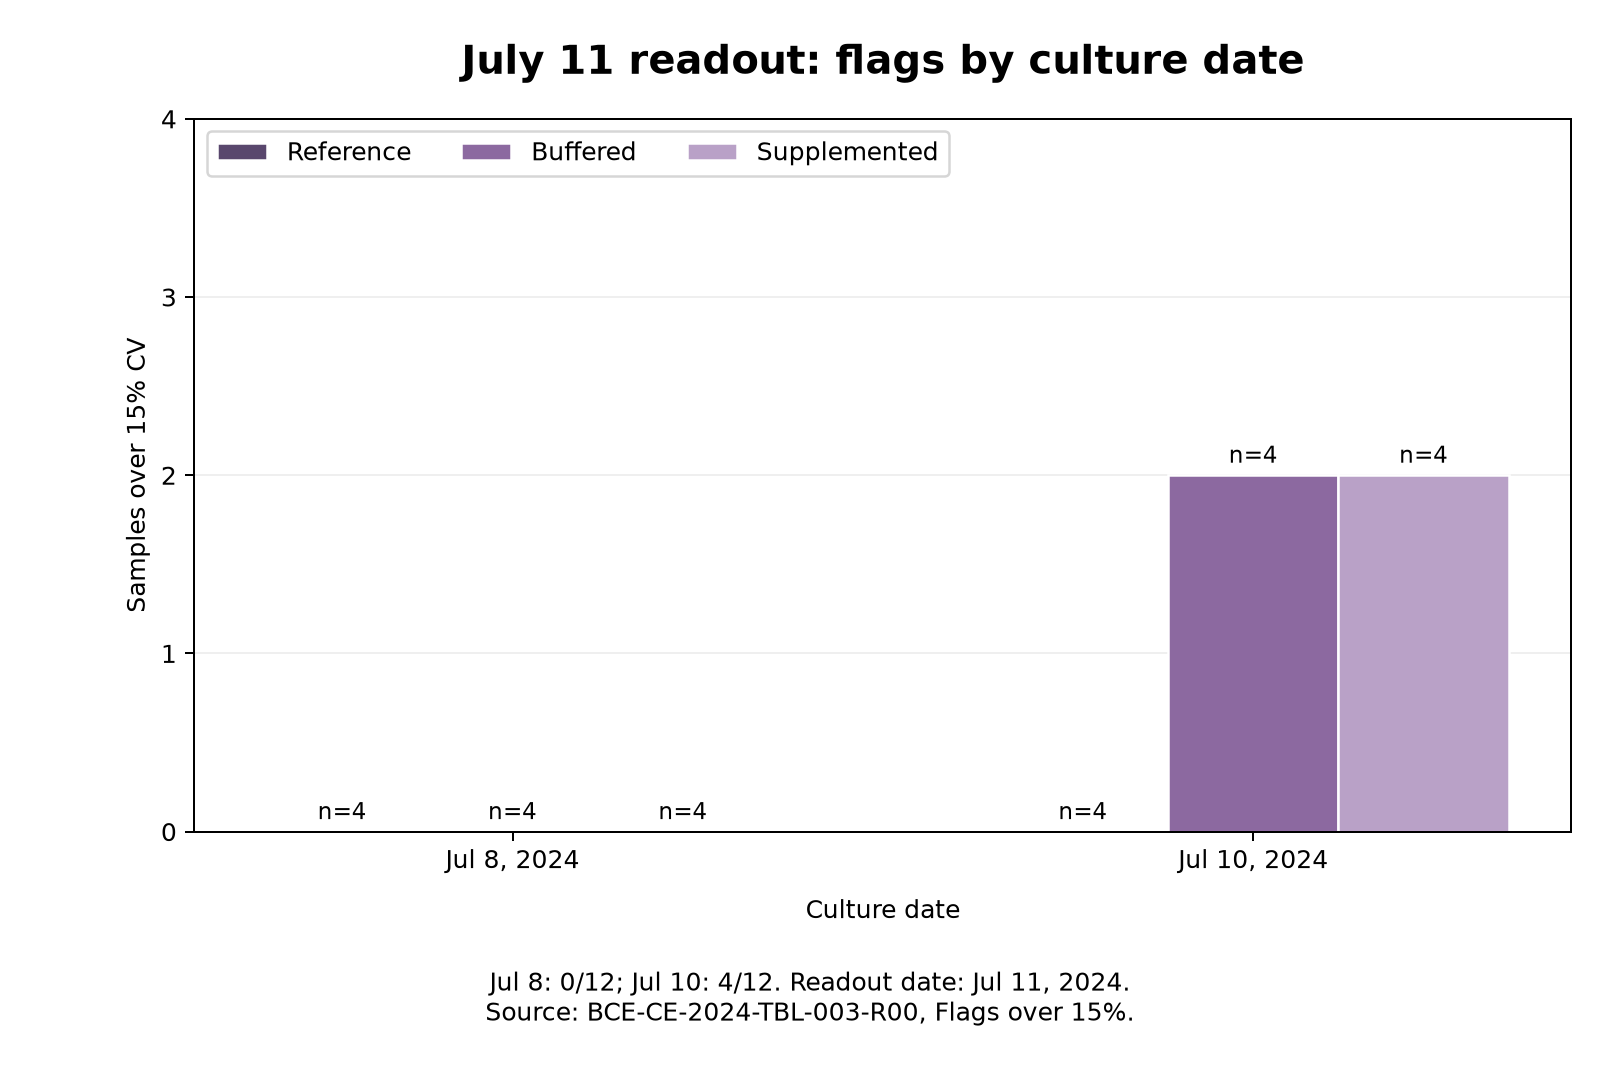 July 11 readout: flags by culture date
4
Reference Buffered Supplemented
3
Samples over 15% CV
n=4 n=4
2
1
n=4 n=4 n=4 n=4
0
Jul 8, 2024 Jul 10, 2024
Culture date
Jul 8: 0/12; Jul 10: 4/12. Readout date: Jul 11, 2024.
Source: BCE-CE-2024-TBL-003-R00, Flags over 15%.